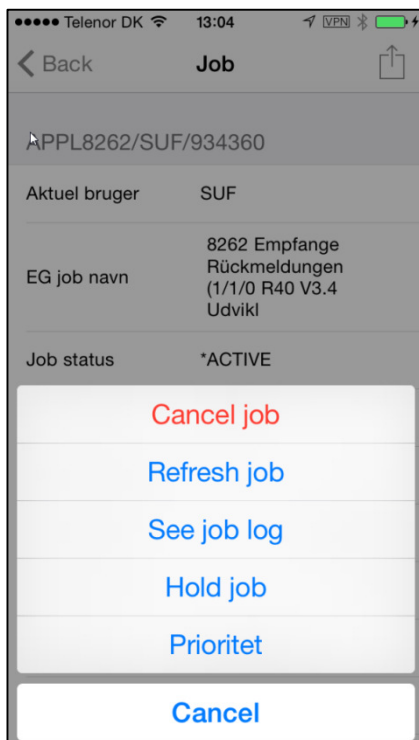 Telenor DK 13:04 VPN
Back Job
APPL8262/SUF/934360
Aktuel bruger SUF
EG job navn 8262 Empfange
Rückmeldungen
(1/1/0 R40 V3.4
Udvikl
Job status *ACTIVE
Cancel job
Refresh job
See job log
Hold job
Prioritet
Cancel